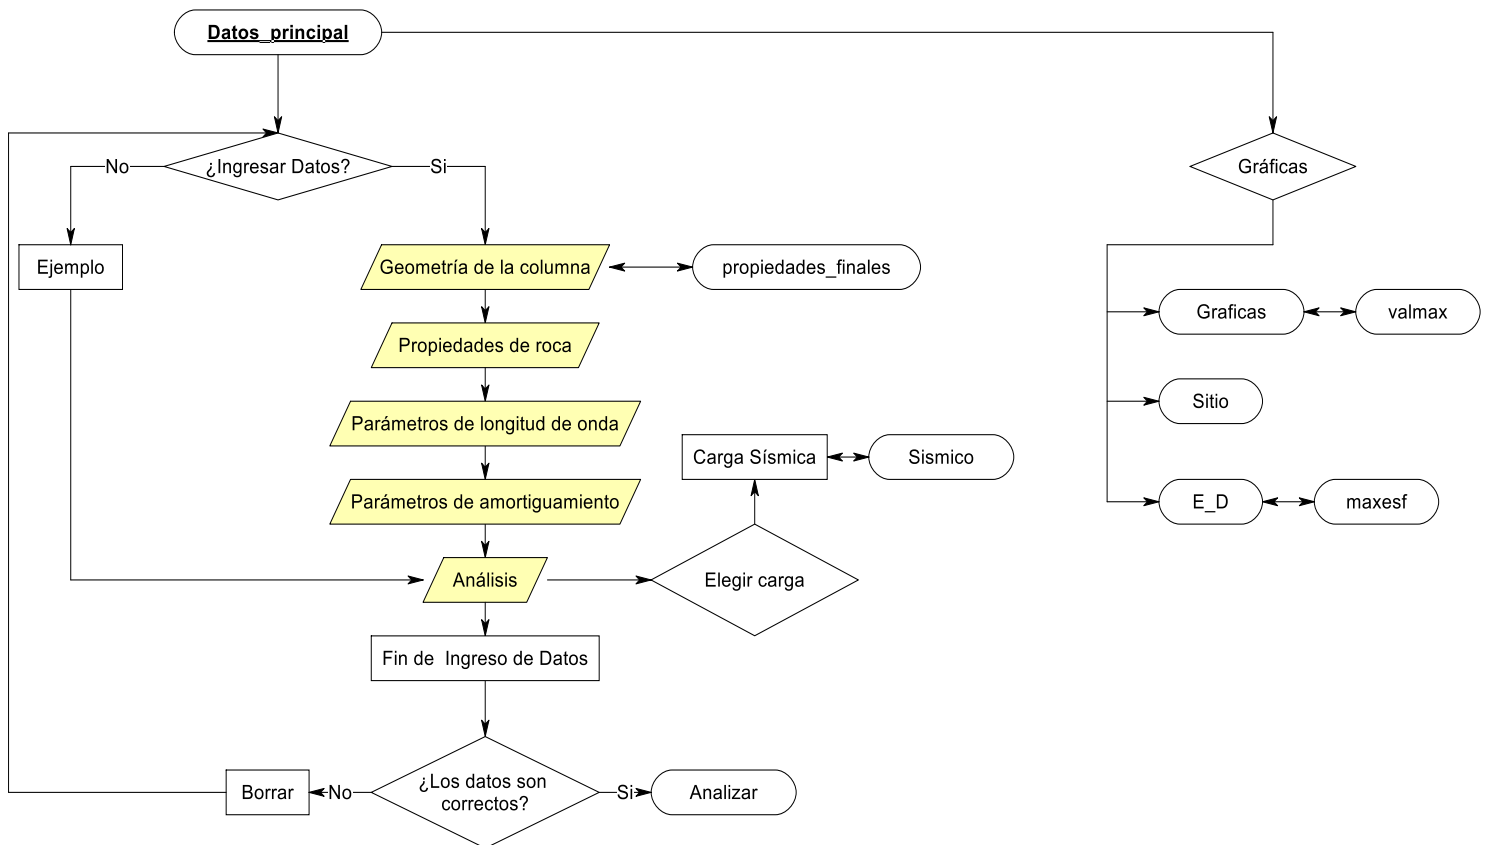 Datos_principal
¿Ingresar Datos?
No
Si
Gráficas
Ejemplo
Geometría de la columna
propiedades_finales
Graficas
valmax
Propiedades de roca
Sitio
Parámetros de longitud de onda
Carga Sísmica
Sismico
Parámetros de amortiguamiento
E_D
maxesf
Análisis
Elegir carga
Fin de  Ingreso de Datos
¿Los datos son
correctos?
No
Borrar
Si
Analizar